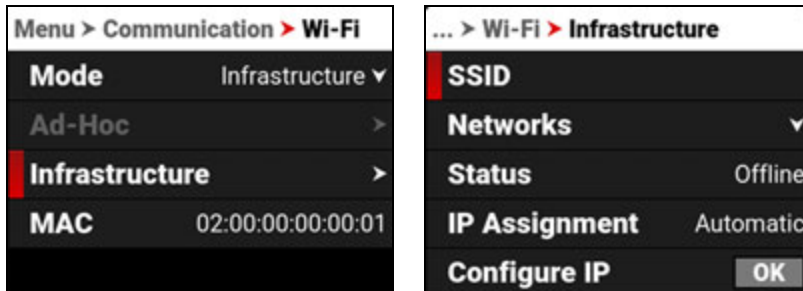 Menu > Communication > Wi-Fi
Mode Infrastructure
Ad-Hoc >
Infrastructure >
MAC 02:00:00:00:00:01
... > Wi-Fi > Infrastructure
SSID
Networks
Status Offline
IP Assignment Automatic
Configure IP OK